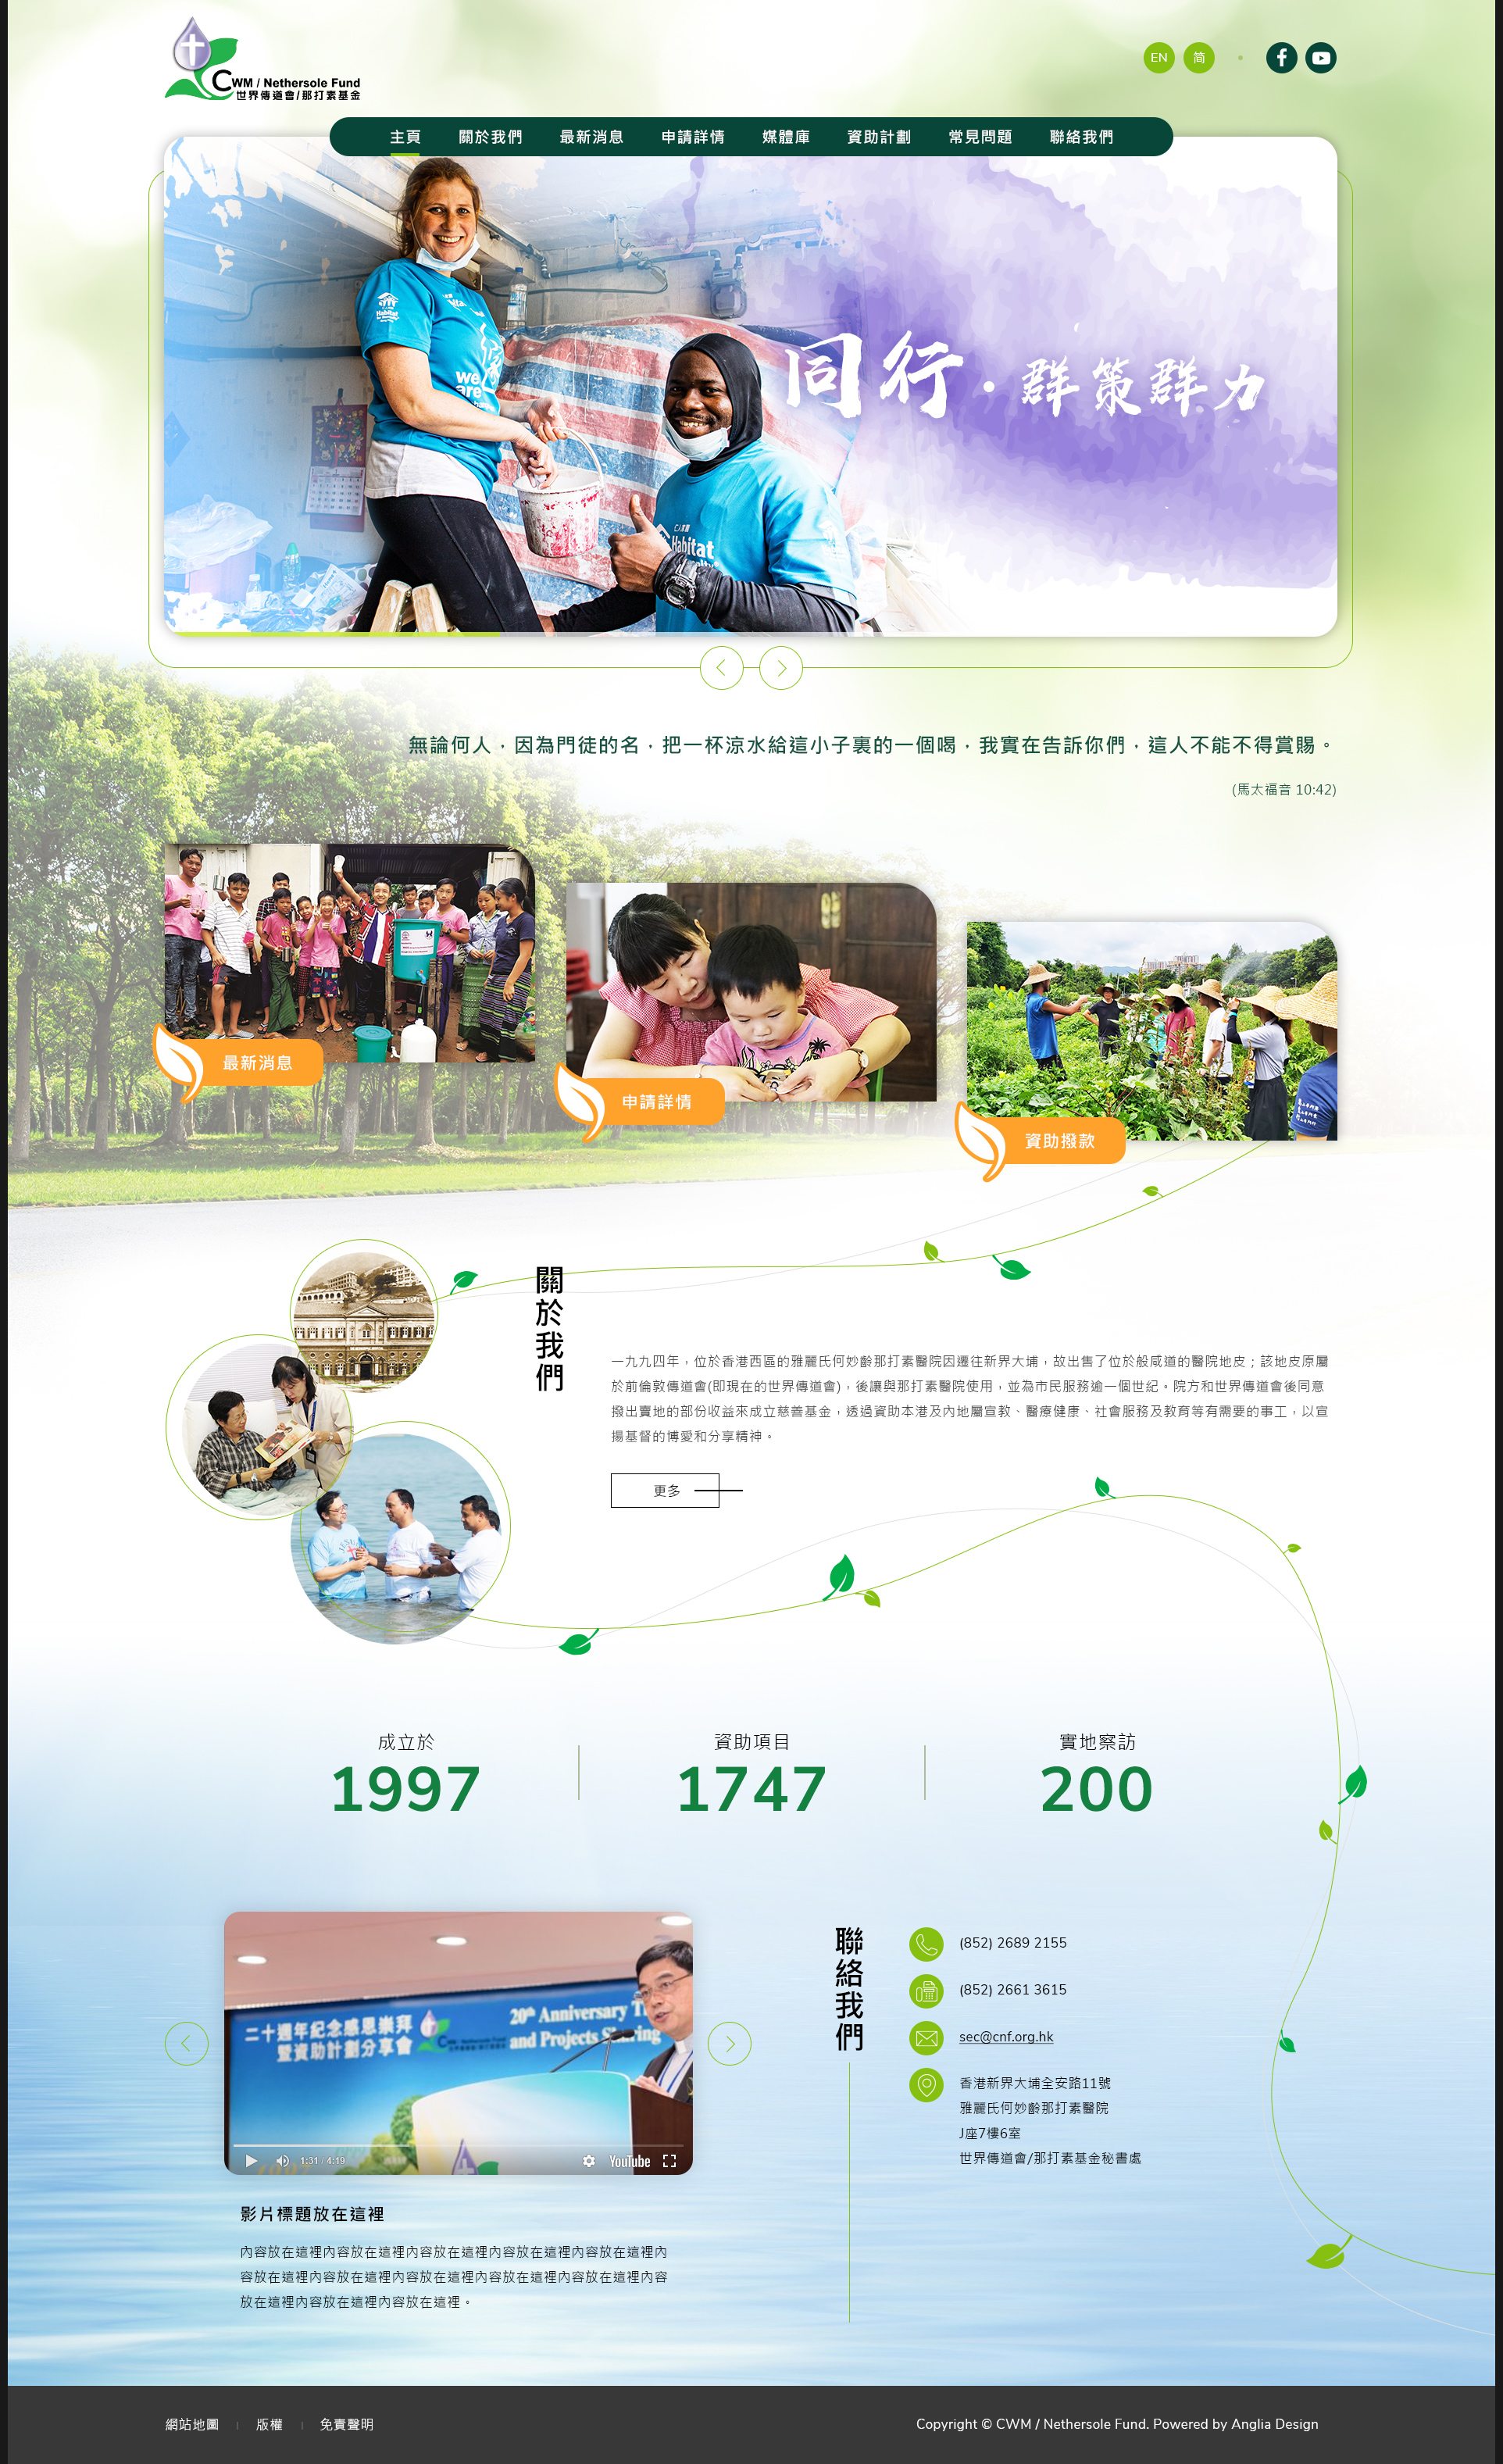 CWM / Nethersole Fund
世界傳道會/那打素基金
EN 简
主頁 關於我們 最新消息 申請詳情 媒體庫 資助計劃 常見問題 聯絡我們
同行·群策群力
Habitat
we
are
仁人家園
Habitat
無論何人，因為門徒的名，把一杯涼水給這小子裏的一個喝，我實在告訴你們，這人不能不得賞賜。
(馬太福音 10:42)
最新消息
申請詳情
資助撥款
關於我們
一九九四年，位於香港西區的雅麗氏何妙齡那打素醫院因遷往新界大埔，故出售了位於般咸道的醫院地皮；該地皮原屬
於前倫敦傳道會(即現在的世界傳道會)，後讓與那打素醫院使用，並為市民服務逾一個世紀。院方和世界傳道會後同意
撥出賣地的部份收益來成立慈善基金，透過資助本港及內地屬宣教、醫療健康、社會服務及教育等有需要的事工，以宣
揚基督的博愛和分享精神。
更多
成立於 資助項目 實地察訪
1997 1747 200
二十週年紀念感恩崇拜
暨資助計劃分享會
20th Anniversary
and Projects Sharing
1:31 / 4:19
YouTube
影片標題放在這裡
內容放在這裡內容放在這裡內容放在這裡內容放在這裡內容放在這裡內
容放在這裡內容放在這裡內容放在這裡內容放在這裡內容放在這裡內容
放在這裡內容放在這裡內容放在這裡。
聯絡我們
(852) 2689 2155
(852) 2661 3615
sec@cnf.org.hk
香港新界大埔全安路11號
雅麗氏何妙齡那打素醫院
J座7樓6室
世界傳道會/那打素基金秘書處
網站地圖 | 版權 | 免責聲明
Copyright © CWM / Nethersole Fund. Powered by Anglia Design